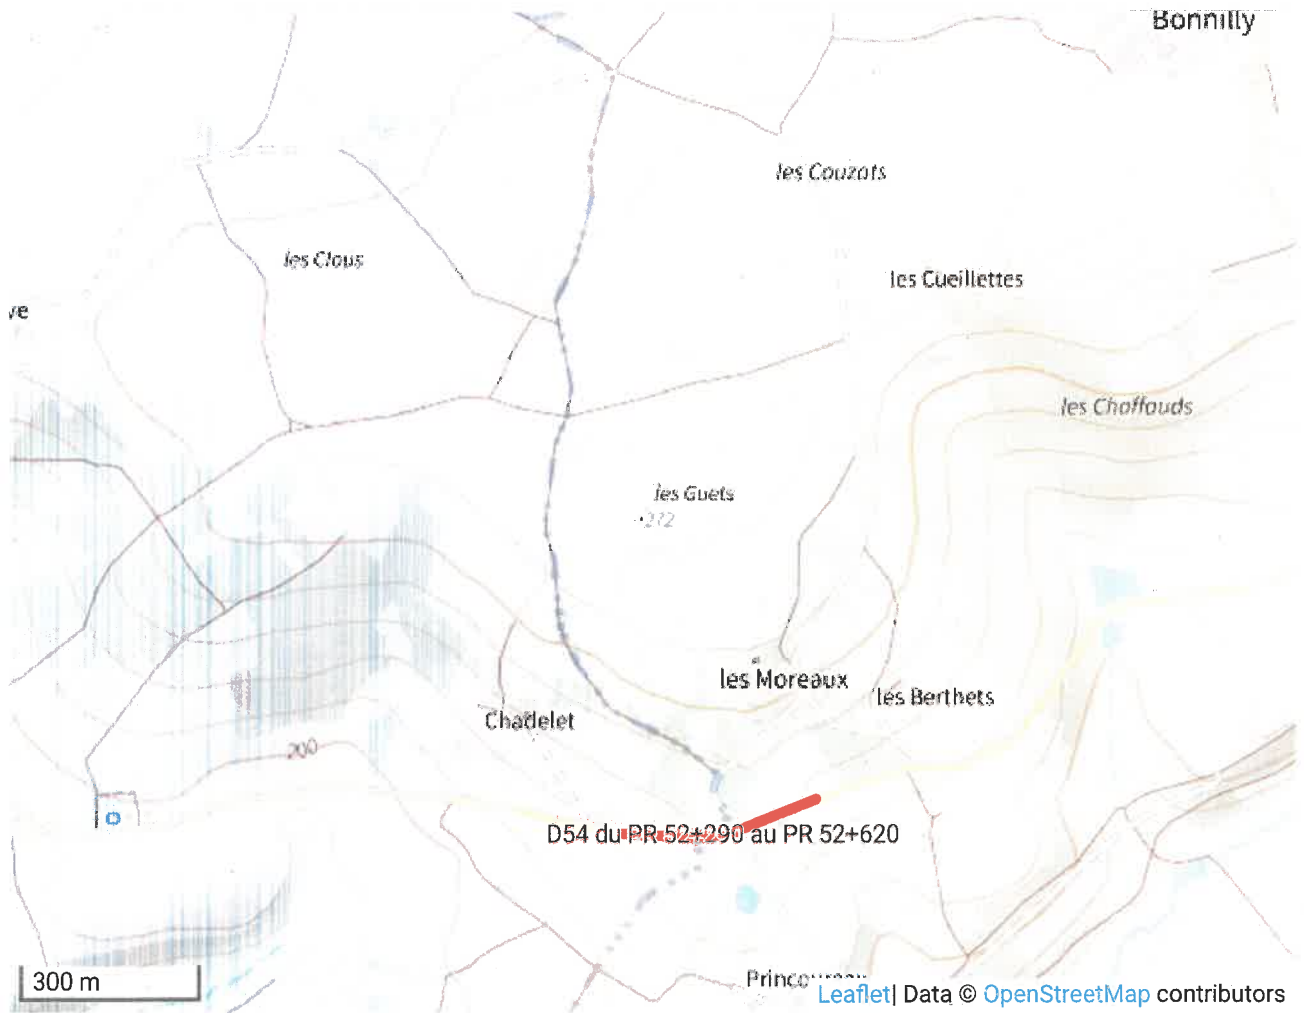 Bonnilly
les Couzots
les Clous
les Cueillettes
ve
les Chaffauds
les Guets
272
les Moreaux
les Berthets
Chadelet
200
D54 du PR 52+290 au PR 52+620
300 m
Leaflet| Data © OpenStreetMap contributors